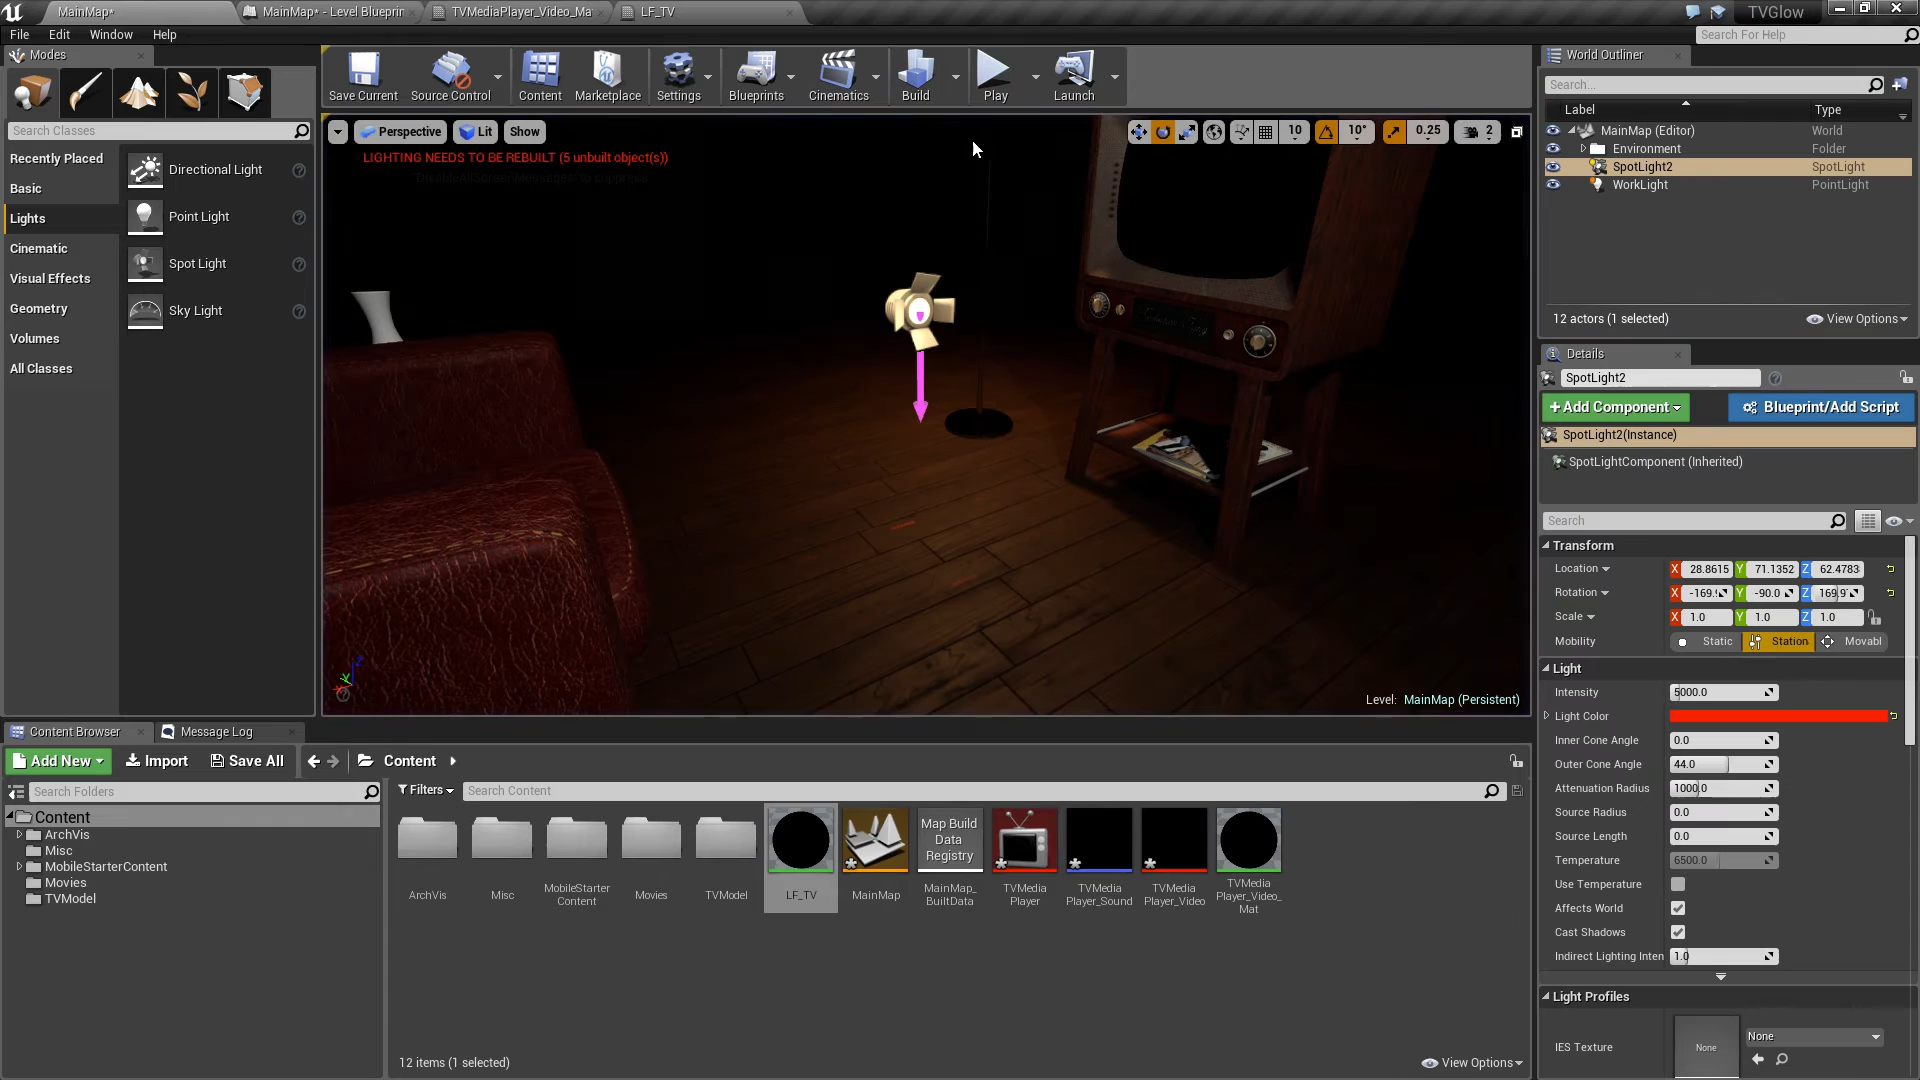 MainMap*
MainMap* - Level Blueprin
TVMediaPlayer_Video_Ma
LF_TV
TVGlow
File
Edit
Window
Help
Search For Help
Modes
Save Current
Source Control
Content
Marketplace
Settings
Blueprints
Cinematics
Build
Play
Launch
World Outliner
Search...
Label
Type
MainMap (Editor)
World
Environment
Folder
SpotLight2
SpotLight
WorkLight
PointLight
12 actors (1 selected)
View Options
Search Classes
Recently Placed
Basic
Lights
Cinematic
Visual Effects
Geometry
Volumes
All Classes
Directional Light
Point Light
Spot Light
Sky Light
Perspective
Lit
Show
10
10°
0.25
2
LIGHTING NEEDS TO BE REBUILT (5 unbuilt object(s))
"DisableAllScreenMessages" to suppress
Level: MainMap (Persistent)
Details
SpotLight2
+Add Component
Blueprint/Add Script
SpotLight2(Instance)
SpotLightComponent (Inherited)
Search
Transform
Location X 28.8615 Y 71.1352 Z 62.4783
Rotation X -169.9 Y -90.0 Z 169.97
Scale X 1.0 Y 1.0 Z 1.0
Mobility Static Station Movabl
Light
Intensity 5000.0
Light Color
Inner Cone Angle 0.0
Outer Cone Angle 44.0
Attenuation Radius 1000.0
Source Radius 0.0
Source Length 0.0
Temperature 6500.0
Use Temperature
Affects World
Cast Shadows
Indirect Lighting Inten 1.0
Light Profiles
IES Texture
None
None
Content Browser
Message Log
Add New
Import
Save All
Content
Search Folders
Filters
Search Content
Content
ArchVis
Misc
MobileStarterContent
Movies
TVModel
ArchVis
Misc
MobileStarter
Content
Movies
TVModel
LF_TV
MainMap
Map Build
Data
Registry
MainMap_
BuiltData
TVMedia
Player
TVMedia
Player_Sound
TVMedia
Player_Video
TVMedia
Player_Video_
Mat
12 items (1 selected)
View Options